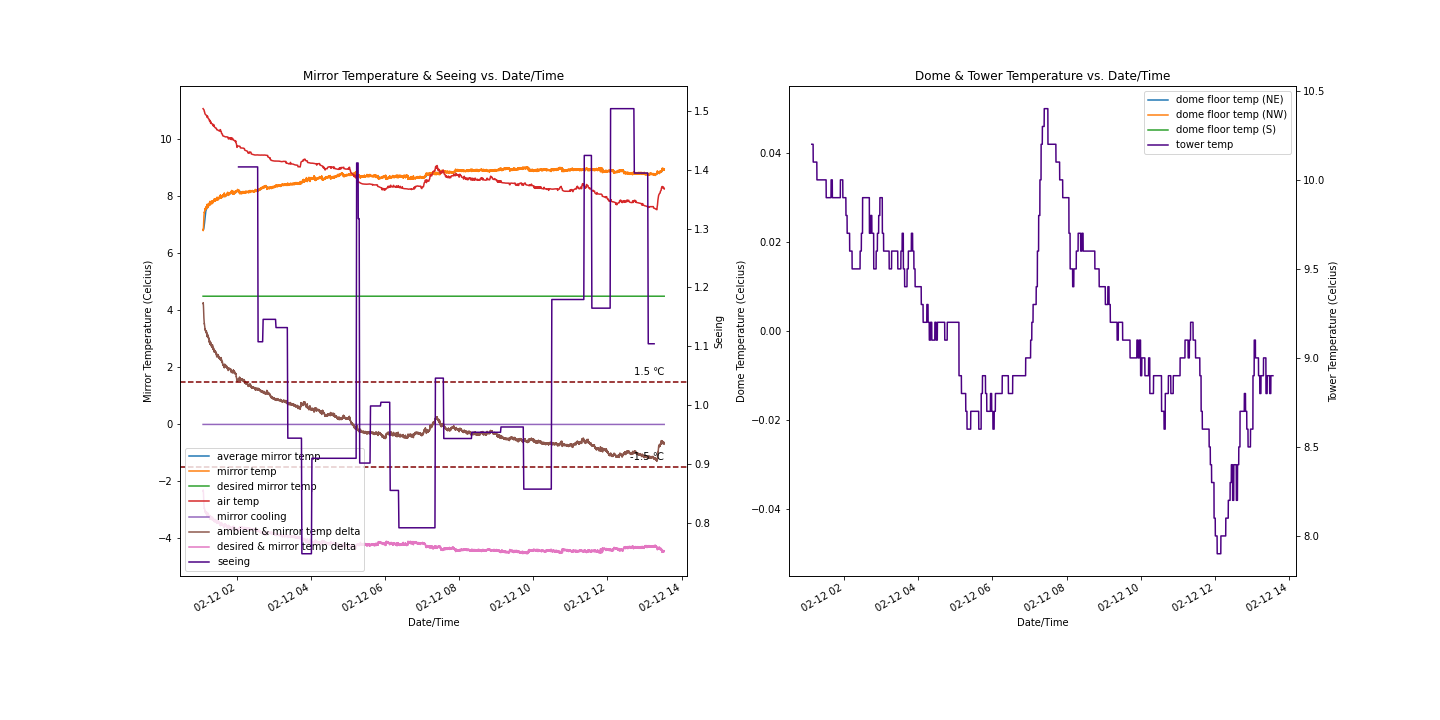 Mirror Temperature & Seeing vs. Date/Time
Mirror Temperature (Celcius)
10
8
6
4
2
0
−2
−4
1.5 °C
-1.5 °C
average mirror temp
mirror temp
desired mirror temp
air temp
mirror cooling
ambient & mirror temp delta
desired & mirror temp delta
seeing
1.5
1.4
1.3
1.2
1.1
1.0
0.9
0.8
Seeing
02-12 02
02-12 04
02-12 06
02-12 08
02-12 10
02-12 12
02-12 14
Date/Time
Dome & Tower Temperature vs. Date/Time
Dome Temperature (Celcius)
0.04
0.02
0.00
−0.02
−0.04
dome floor temp (NE)
dome floor temp (NW)
dome floor temp (S)
tower temp
10.5
10.0
9.5
9.0
8.5
8.0
Tower Temperature (Celcius)
02-12 02
02-12 04
02-12 06
02-12 08
02-12 10
02-12 12
02-12 14
Date/Time